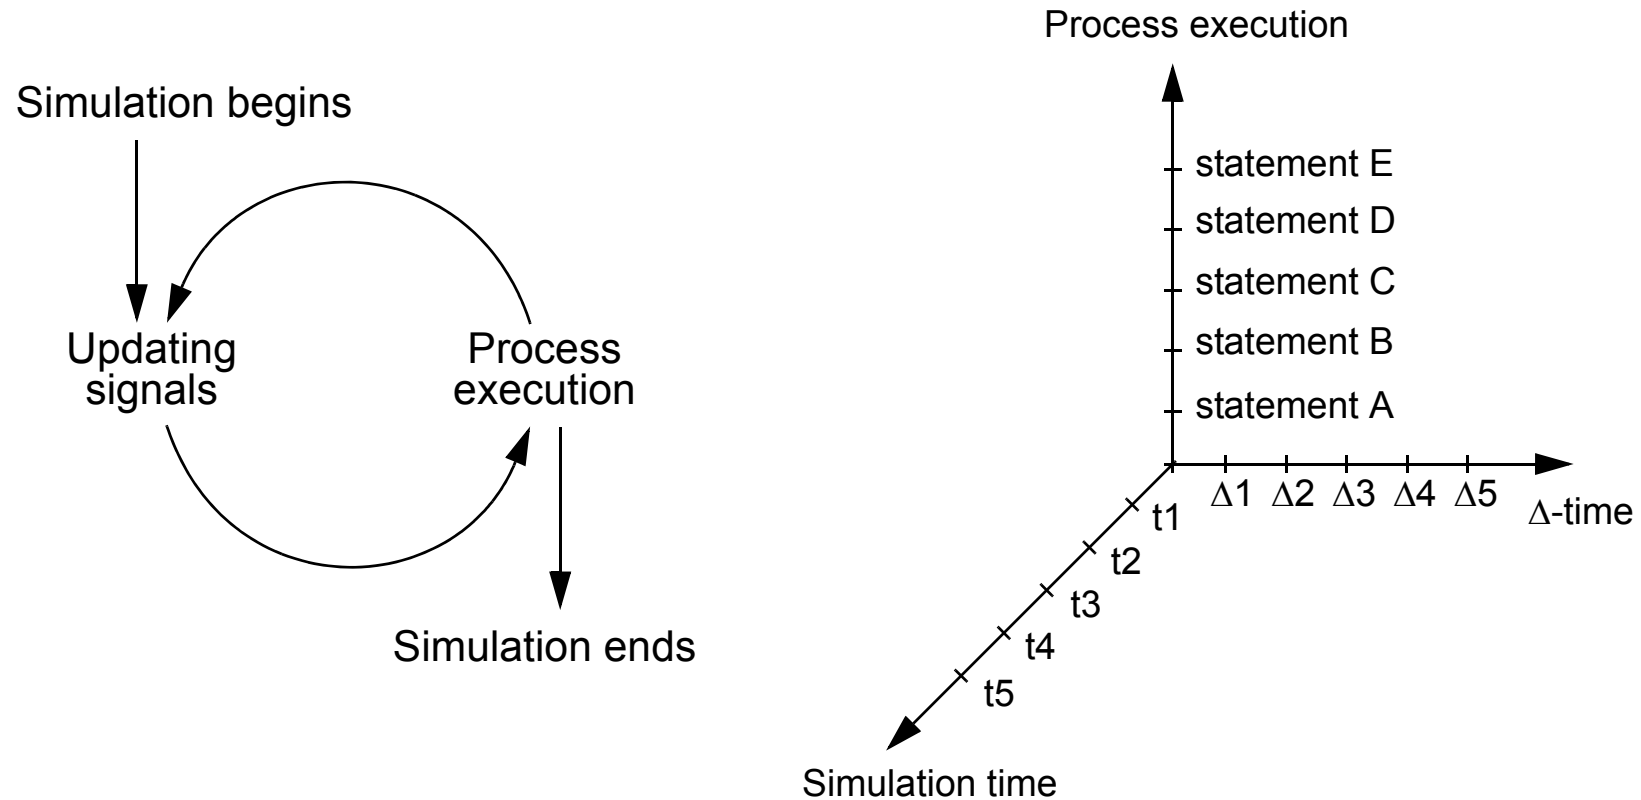 Simulation begins
Updating
signals
Process
execution
Simulation ends
Process execution
statement E
statement D
statement C
statement B
statement A
Δ1 Δ2 Δ3 Δ4 Δ5
Δ-time
t1
t2
t3
t4
t5
Simulation time